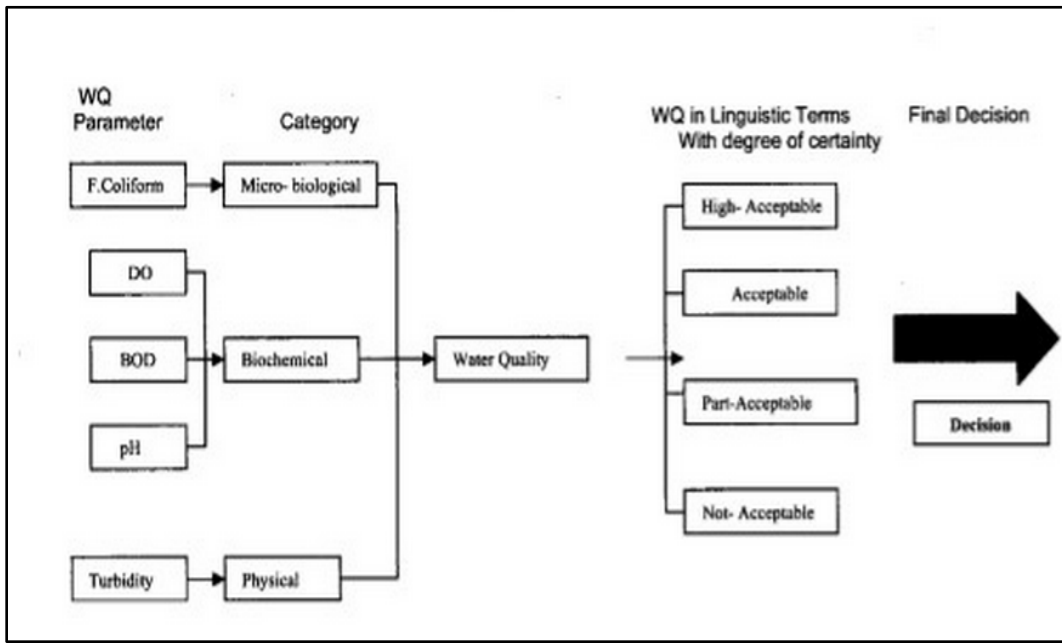 WQ
Parameter
Category
WQ in Linguistic Terms
With degree of certainty
Final Decision
F.Coliform
Micro- biological
High- Acceptable
DO
Acceptable
BOD
Biochemical
Water Quality
Part-Acceptable
Decision
pH
Not- Acceptable
Turbidity
Physical